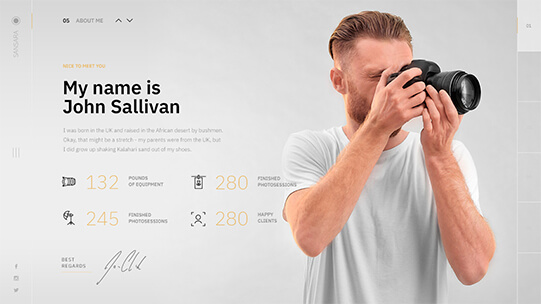 05 ABOUT ME
NICE TO MEET YOU
My name is
John Sallivan
I was born in the UK and raised in the African desert by bushmen.
Okay, that might be a stretch - my parents were from the UK, but
I did grow up shaking Kalahari sand out of my shoes.
132 POUNDS
OF EQUIPMENT
280 FINISHED
PHOTOSESSIONS
245 FINISHED
PHOTOSESSIONS
280 HAPPY
CLIENTS
BEST
REGARDS